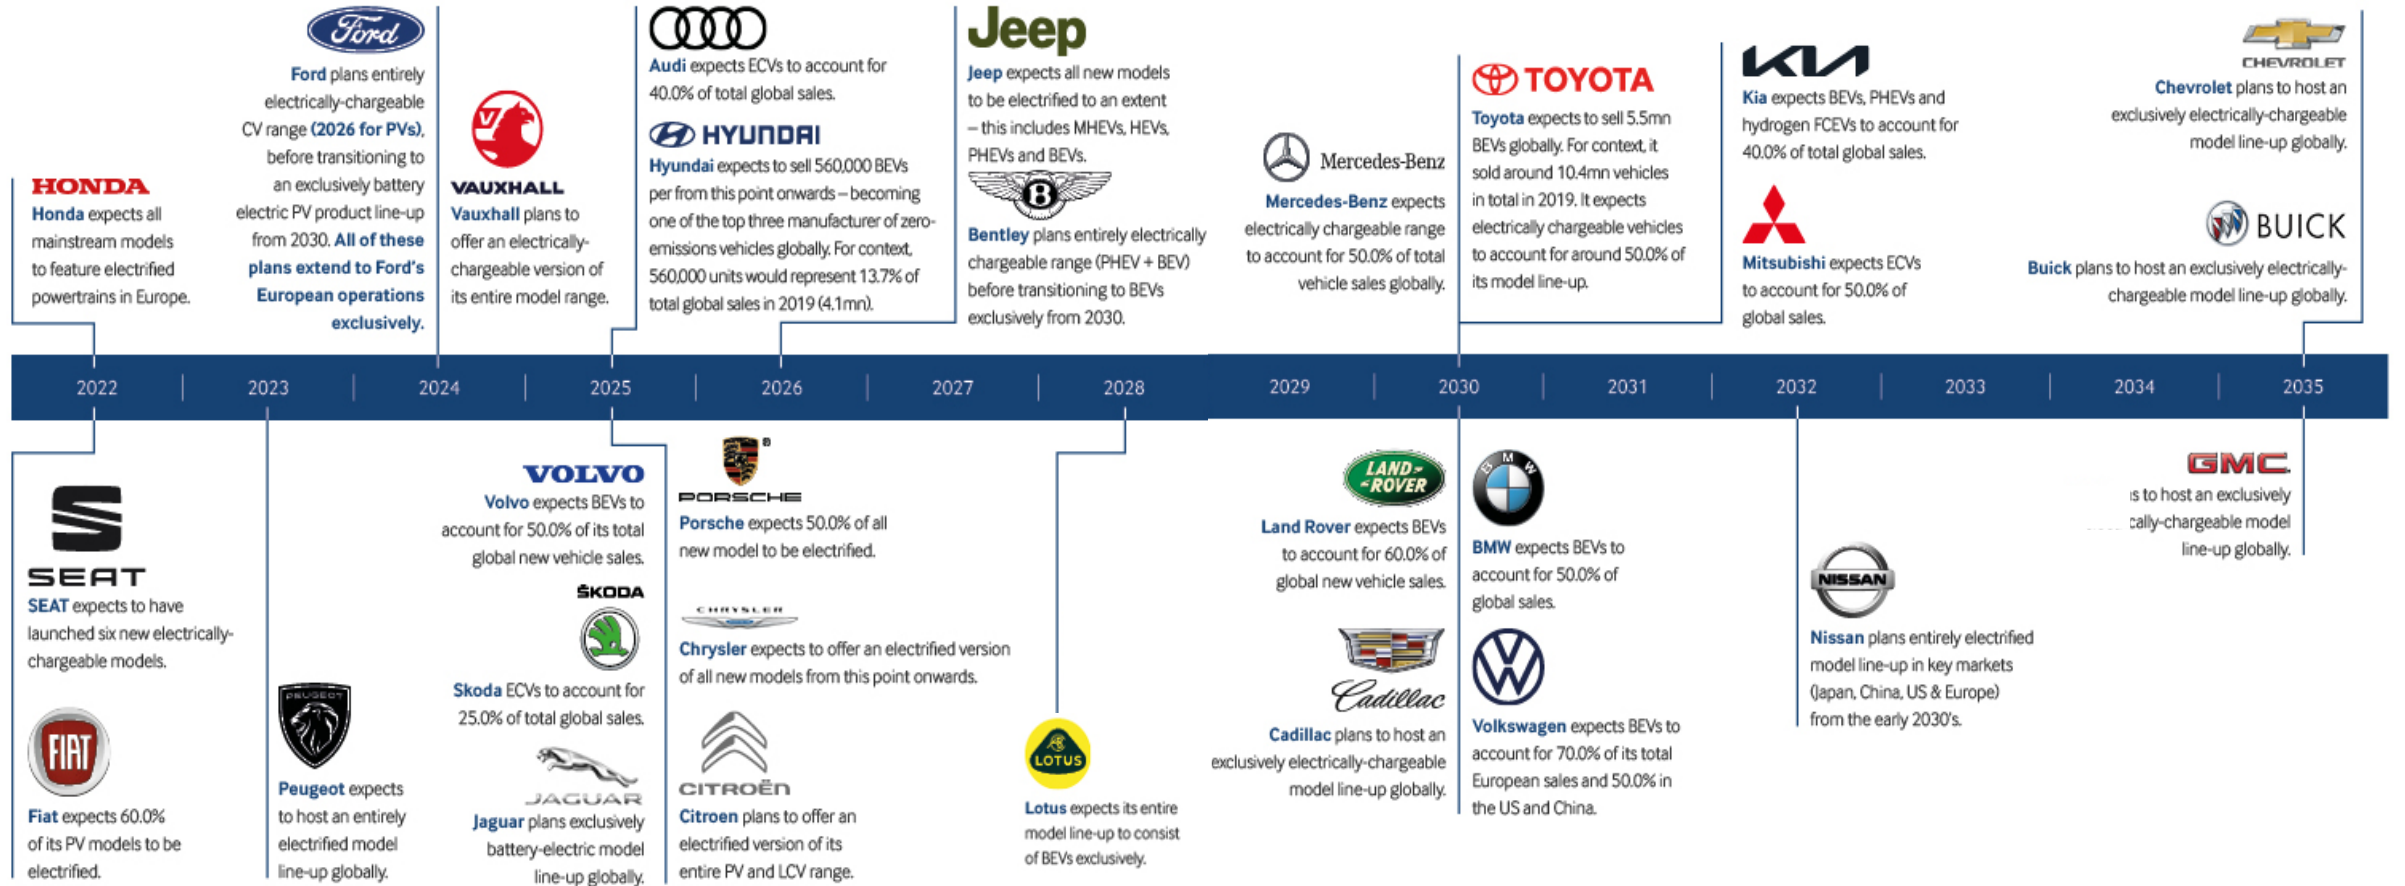 HONDA
Honda expects all
mainstream models
to feature electrified
powertrains in Europe.
Ford
Ford plans entirely
electrically-chargeable
CV range (2026 for PVs),
before transitioning to
an exclusively battery
electric PV product line-up
from 2030. All of these
plans extend to Ford's
European operations
exclusively.
VAUXHALL
Vauxhall plans to
offer an electrically-
chargeable version of
its entire model range.
Audi expects ECVs to account for
40.0% of total global sales.
HYUNDAI
Hyundai expects to sell 560,000 BEVs
per from this point onwards – becoming
one of the top three manufacturer of zero-
emissions vehicles globally. For context,
560,000 units would represent 13.7% of
total global sales in 2019 (4.1mn).
Jeep
Jeep expects all new models
to be electrified to an extent
– this includes MHEVs, HEVs,
PHEVs and BEVs.
B
Bentley plans entirely electrically
chargeable range (PHEV + BEV)
before transitioning to BEVs
exclusively from 2030.
Mercedes-Benz
Mercedes-Benz expects
electrically chargeable range
to account for 50.0% of total
vehicle sales globally.
TOYOTA
Toyota expects to sell 5.5mn
BEVs globally. For context, it
sold around 10.4mn vehicles
in total in 2019. It expects
electrically chargeable vehicles
to account for around 50.0% of
its model line-up.
KIA
Kia expects BEVs, PHEVs and
hydrogen FCEVs to account for
40.0% of total global sales.
Mitsubishi expects ECVs
to account for 50.0% of
global sales.
CHEVROLET
Chevrolet plans to host an
exclusively electrically-chargeable
model line-up globally.
BUICK
Buick plans to host an exclusively electrically-
chargeable model line-up globally.
2022 2023 2024 2025 2026 2027 2028 2029 2030 2031 2032 2033 2034 2035
SEAT
SEAT expects to have
launched six new electrically-
chargeable models.
FIAT
Fiat expects 60.0%
of its PV models to be
electrified.
PEUGEOT
Peugeot expects
to host an entirely
electrified model
line-up globally.
VOLVO
Volvo expects BEVs to
account for 50.0% of its total
global new vehicle sales.
ŠKODA
Skoda ECVs to account for
25.0% of total global sales.
JAGUAR
Jaguar plans exclusively
battery-electric model
line-up globally.
PORSCHE
Porsche expects 50.0% of all
new model to be electrified.
CHRYSLER
Chrysler expects to offer an electrified version
of all new models from this point onwards.
CITROËN
Citroen plans to offer an
electrified version of its
entire PV and LCV range.
LOTUS
Lotus expects its entire
model line-up to consist
of BEVs exclusively.
LAND-
-ROVER
Land Rover expects BEVs
to account for 60.0% of
global new vehicle sales.
Cadillac
Cadillac plans to host an
exclusively electrically-chargeable
model line-up globally.
BMW
BMW expects BEVs to
account for 50.0% of
global sales.
Volkswagen expects BEVs to
account for 70.0% of its total
European sales and 50.0% in
the US and China.
NISSAN
Nissan plans entirely electrified
model line-up in key markets
(Japan, China, US & Europe)
from the early 2030's.
GMC
to host an exclusively
cally-chargeable model
line-up globally.